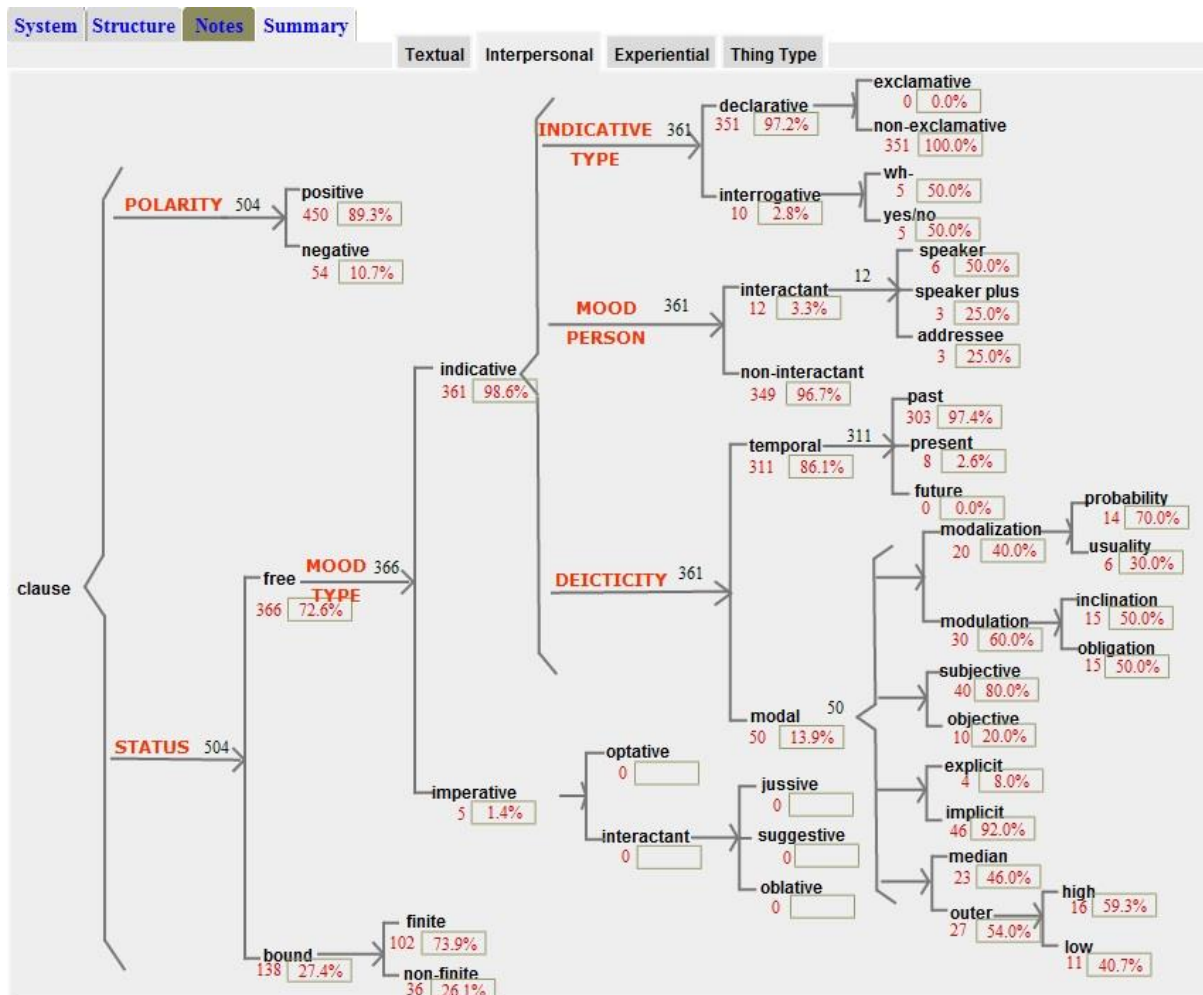 System Structure Notes Summary
Textual Interpersonal Experiential Thing Type
exclamative
0 0.0%
declarative
351 97.2%
non-exclamative
351 100.0%
INDICATIVE 361
TYPE
wh-
5 50.0%
interrogative
10 2.8%
yes/no
5 50.0%
POLARITY 504
positive
450 89.3%
negative
54 10.7%
speaker
6 50.0%
interactant 12
12 3.3%
speaker plus
3 25.0%
MOOD 361
PERSON
addressee
3 25.0%
non-interactant
349 96.7%
indicative
361 98.6%
past
303 97.4%
temporal 311
311 86.1%
present
8 2.6%
future
0 0.0%
probability
14 70.0%
modalization
20 40.0%
usuality
6 30.0%
clause
free
366 72.6%
MOOD 366
TYPE
DEICTICITY 361
inclination
15 50.0%
modulation
30 60.0%
obligation
15 50.0%
subjective
40 80.0%
modal 50
50 13.9%
objective
10 20.0%
STATUS 504
optative
0
explicit
4 8.0%
imperative
5 1.4%
jussive
0
implicit
46 92.0%
interactant
0
suggestive
0
median
23 46.0%
oblative
0
high
16 59.3%
outer
27 54.0%
low
11 40.7%
finite
102 73.9%
bound
138 27.4%
non-finite
36 26.1%